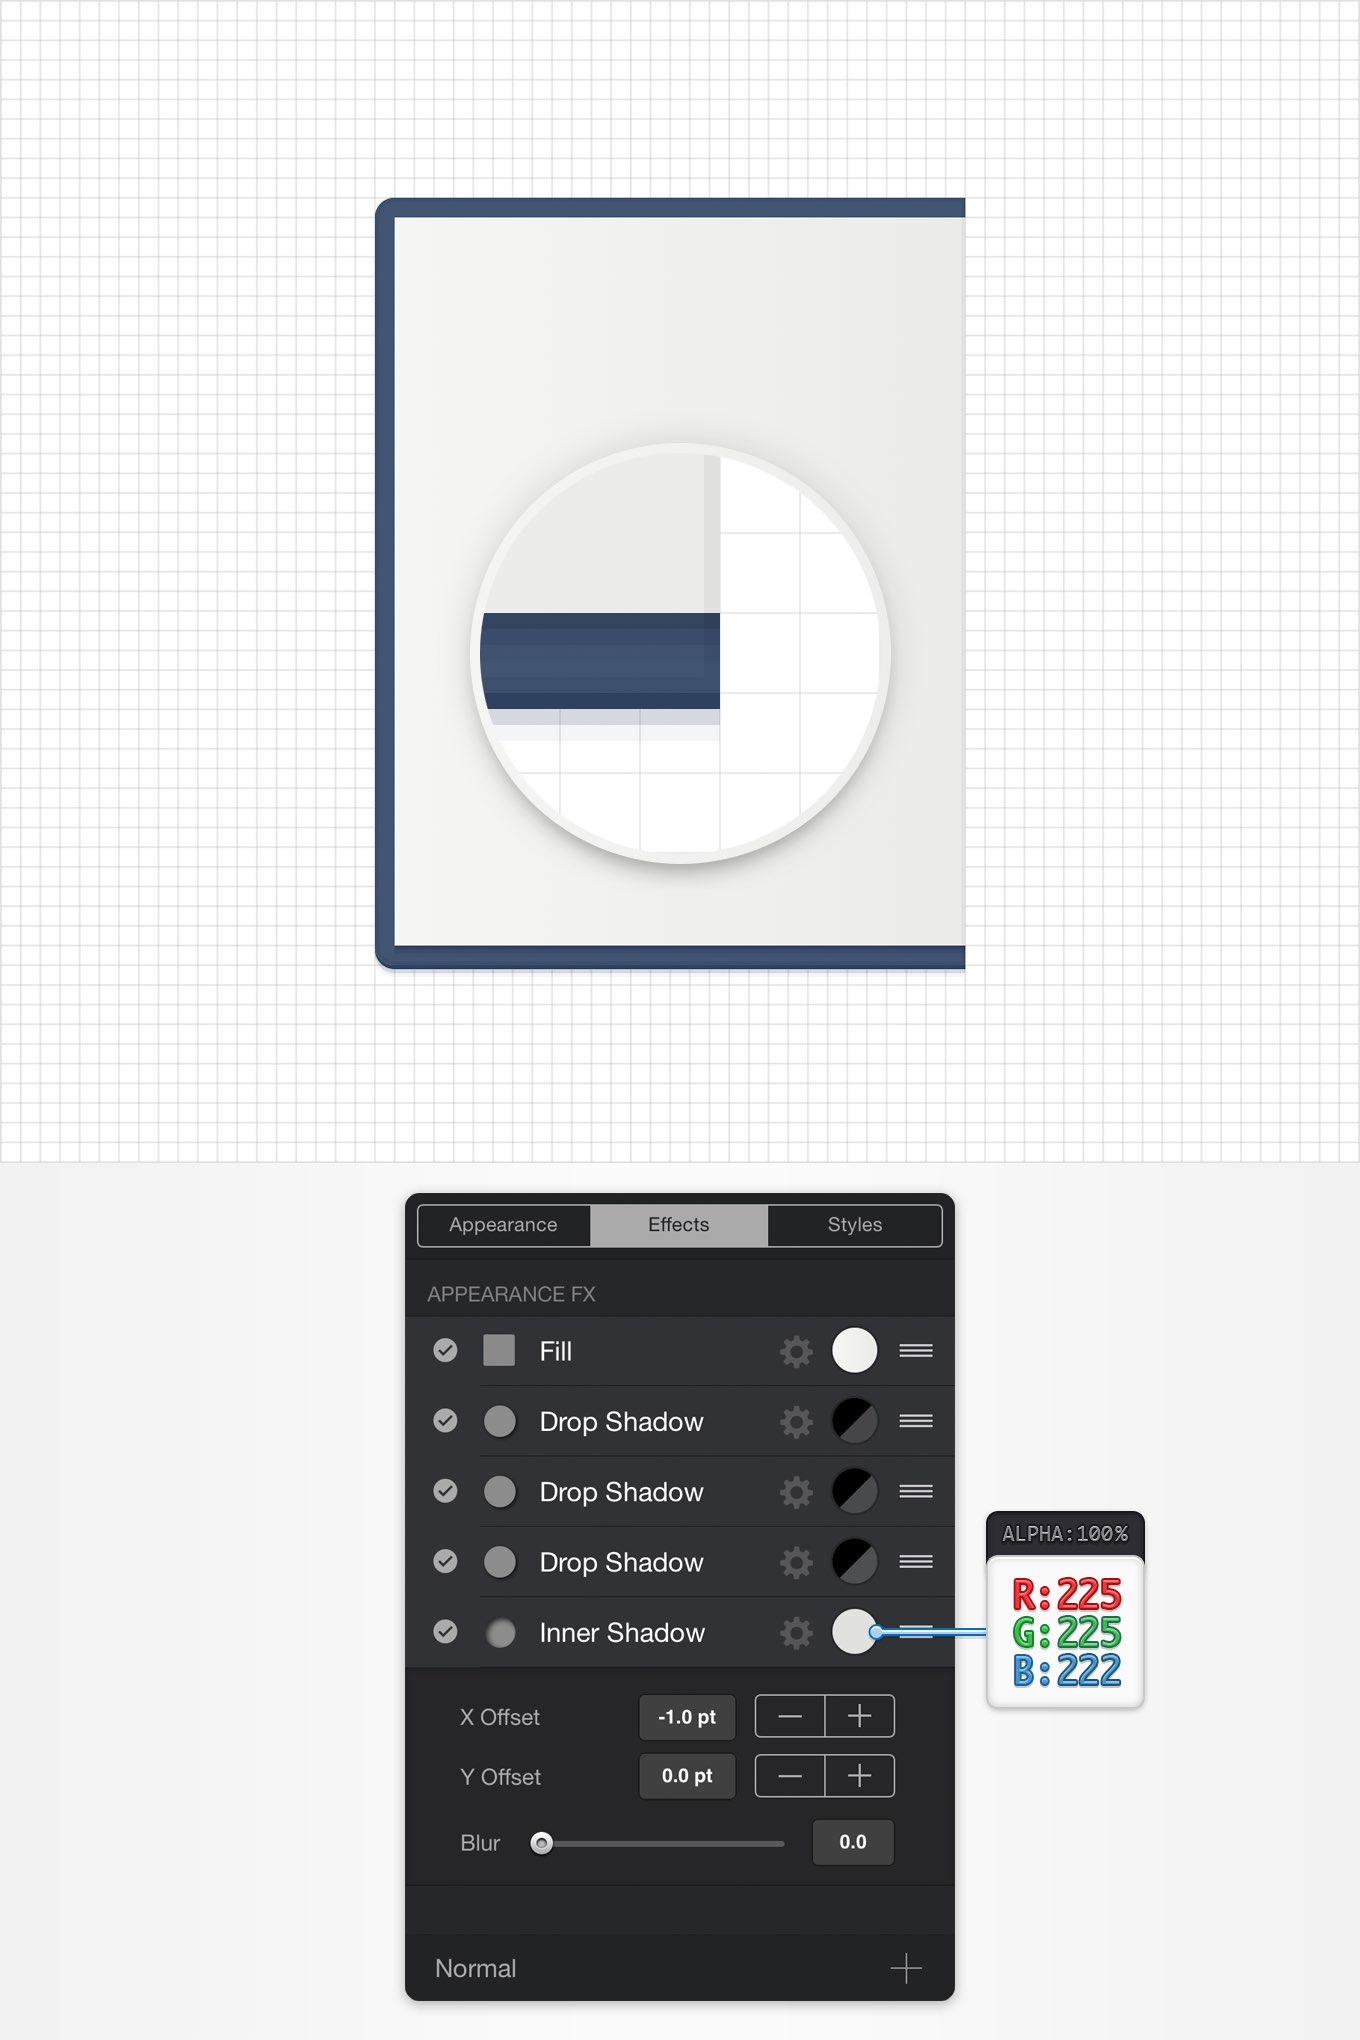 Appearance Effects Styles
APPEARANCE FX
Fill
Drop Shadow
Drop Shadow
Drop Shadow
Inner Shadow
ALPHA:100%
R:225
G:225
B:222
X Offset -1.0 pt
Y Offset 0.0 pt
Blur 0.0
Normal